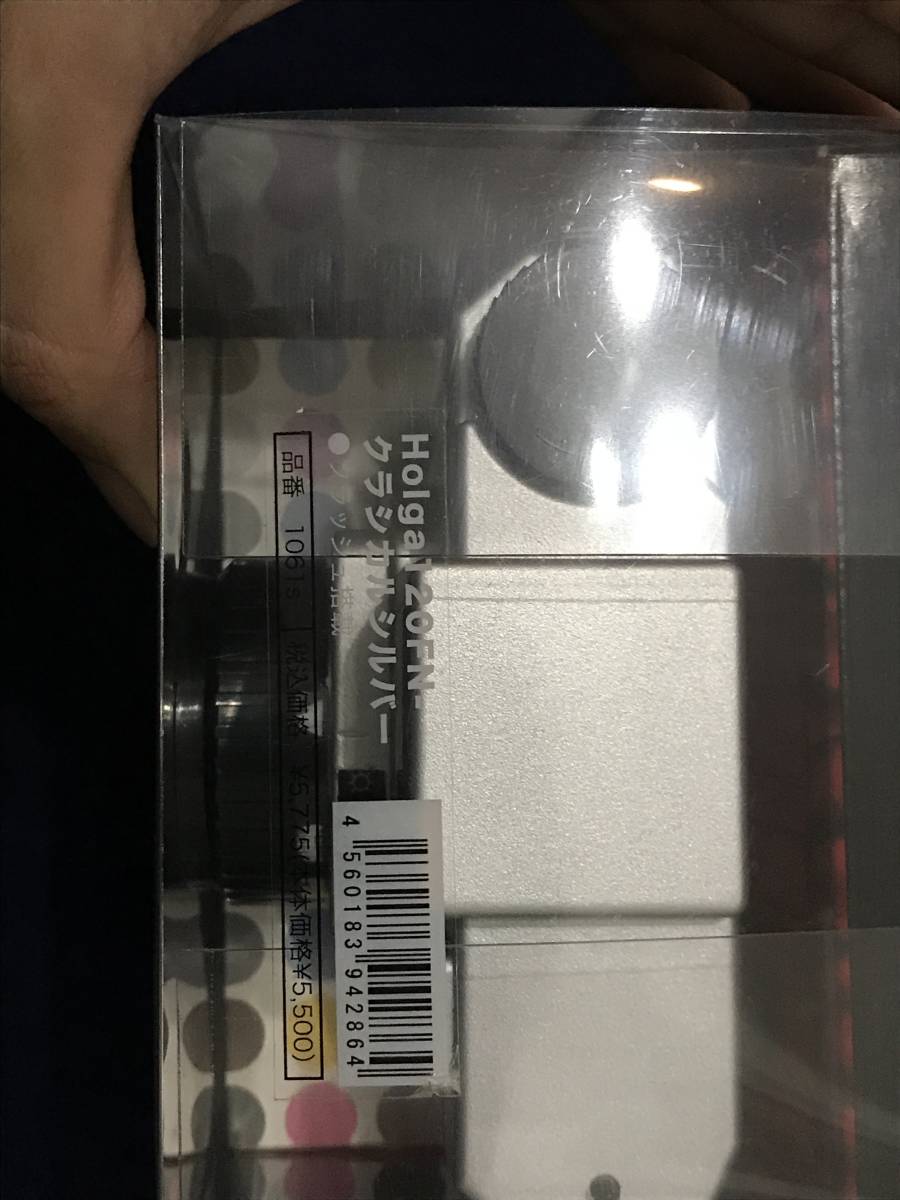 Holga120FN-
クラシカルシルバー
●フラッシュ搭載
品番 1061s 税込価格 ¥5,775(本体価格¥5,500)
4 560183 942864